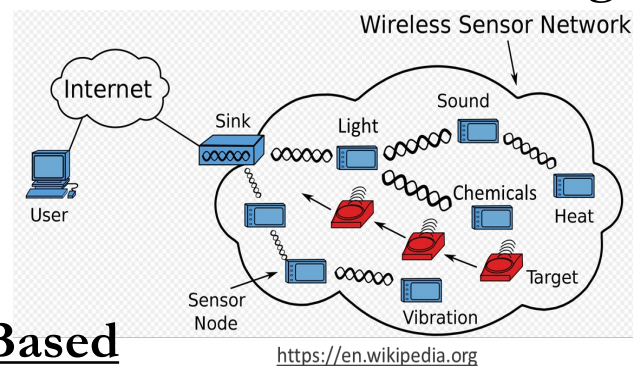 Wireless Sensor Network
Internet
Sound
Sink
Light
Chemicals
User
Heat
Target
Sensor
Node
Vibration
Based
https://en.wikipedia.org